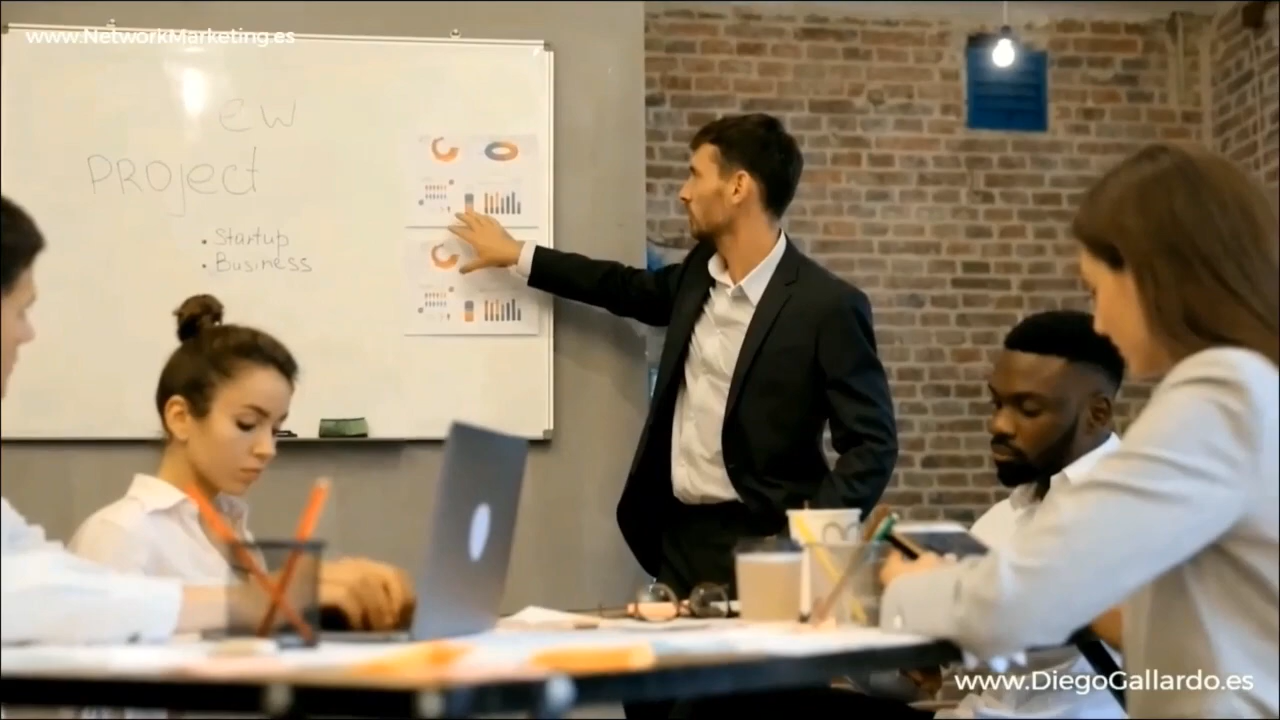 www.NetworkMarketing.es
ew
PROject
• Startup
• Business
www.DiegoGallardo.es